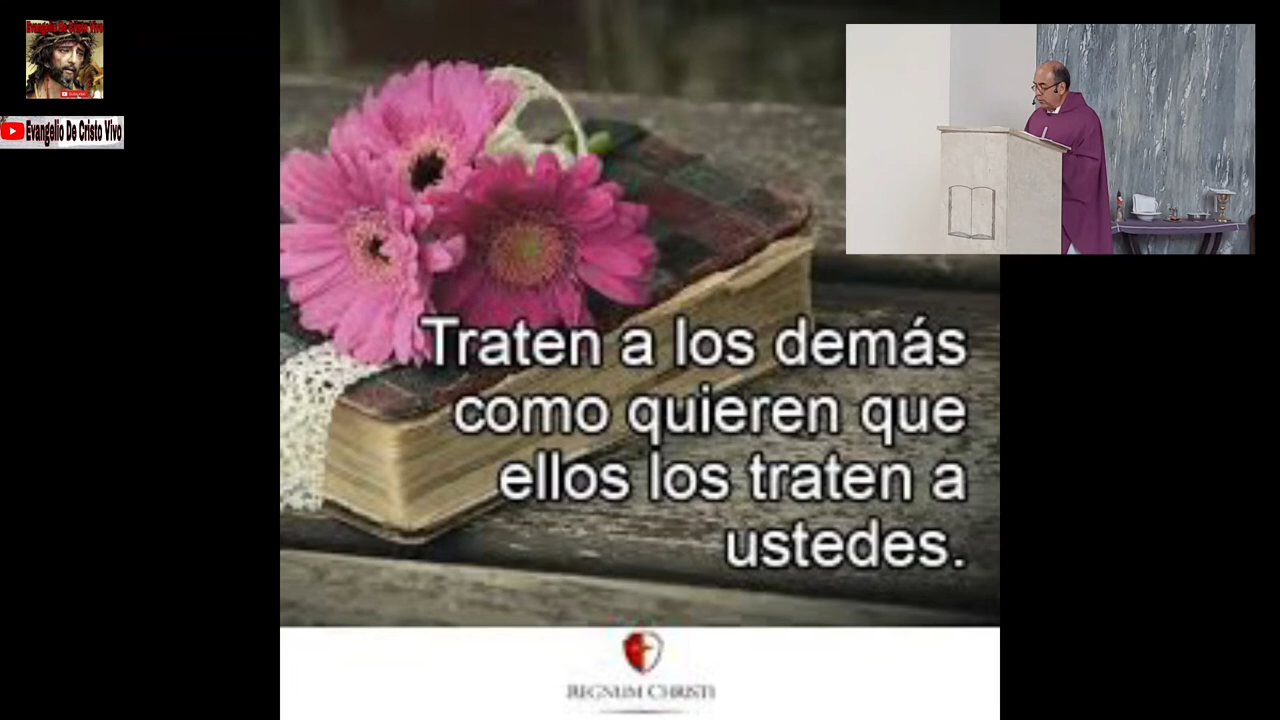 Evangelio De Cristo Vivo
Evangelio De Cristo Vivo
Traten a los demás
como quieren que
ellos los traten a
ustedes.
REGNUM CHRISTI